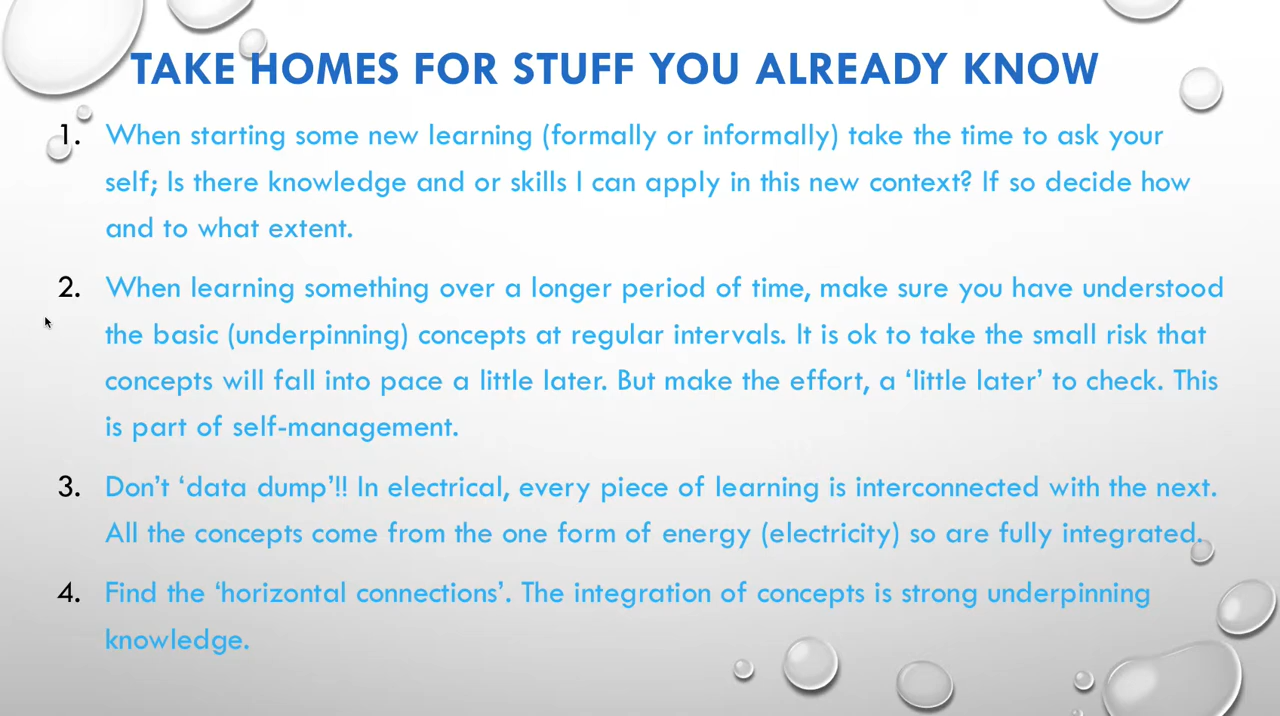 TAKE HOMES FOR STUFF YOU ALREADY KNOW
1. When starting some new learning (formally or informally) take the time to ask your
self; Is there knowledge and or skills I can apply in this new context? If so decide how
and to what extent.
2. When learning something over a longer period of time, make sure you have understood
the basic (underpinning) concepts at regular intervals. It is ok to take the small risk that
concepts will fall into pace a little later. But make the effort, a ‘little later’ to check. This
is part of self-management.
3. Don’t ‘data dump’!! In electrical, every piece of learning is interconnected with the next.
All the concepts come from the one form of energy (electricity) so are fully integrated.
4. Find the ‘horizontal connections’. The integration of concepts is strong underpinning
knowledge.